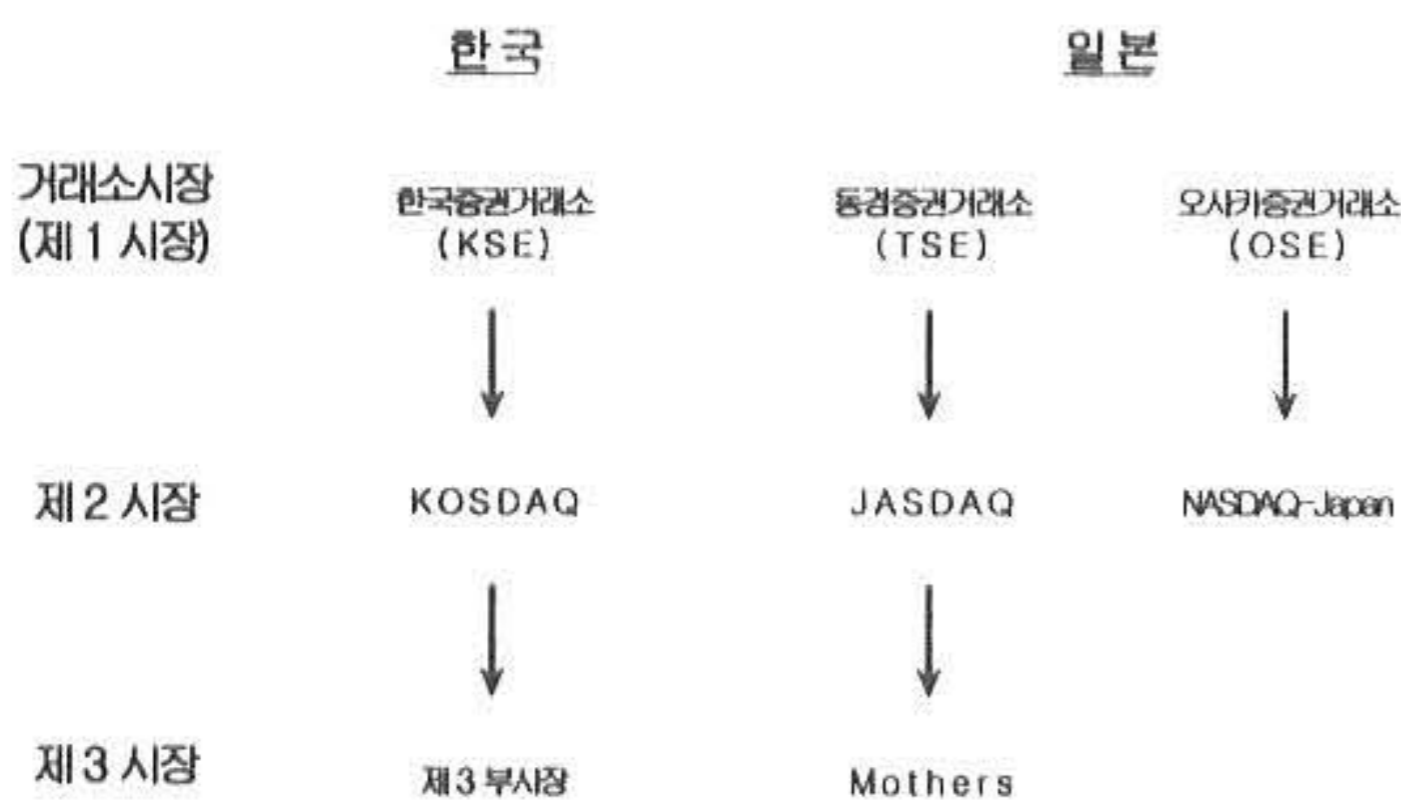 한국
일본
거래소시장
(제1시장)
한국증권거래소
(KSE)
동경증권거래소
(TSE)
오사카증권거래소
(OSE)
제2시장
KOSDAQ
JASDAQ
NASDAQ-Japan
제3시장
제3부시장
Mothers